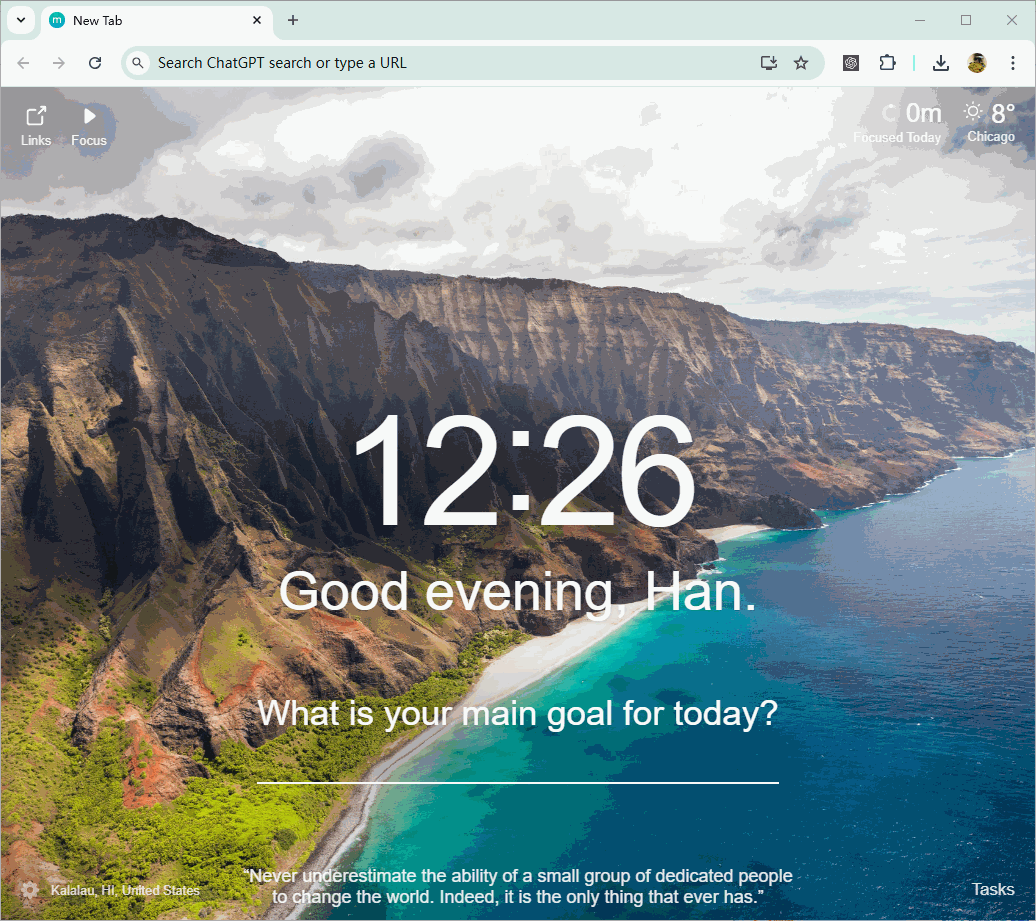 New Tab
Search ChatGPT search or type a URL
Links
Focus
0m
Focused Today
8°
Chicago
12:26
Good evening, Han.
What is your main goal for today?
Kalalau, HI, United States
“Never underestimate the ability of a small group of dedicated people
to change the world. Indeed, it is the only thing that ever has.”
Tasks